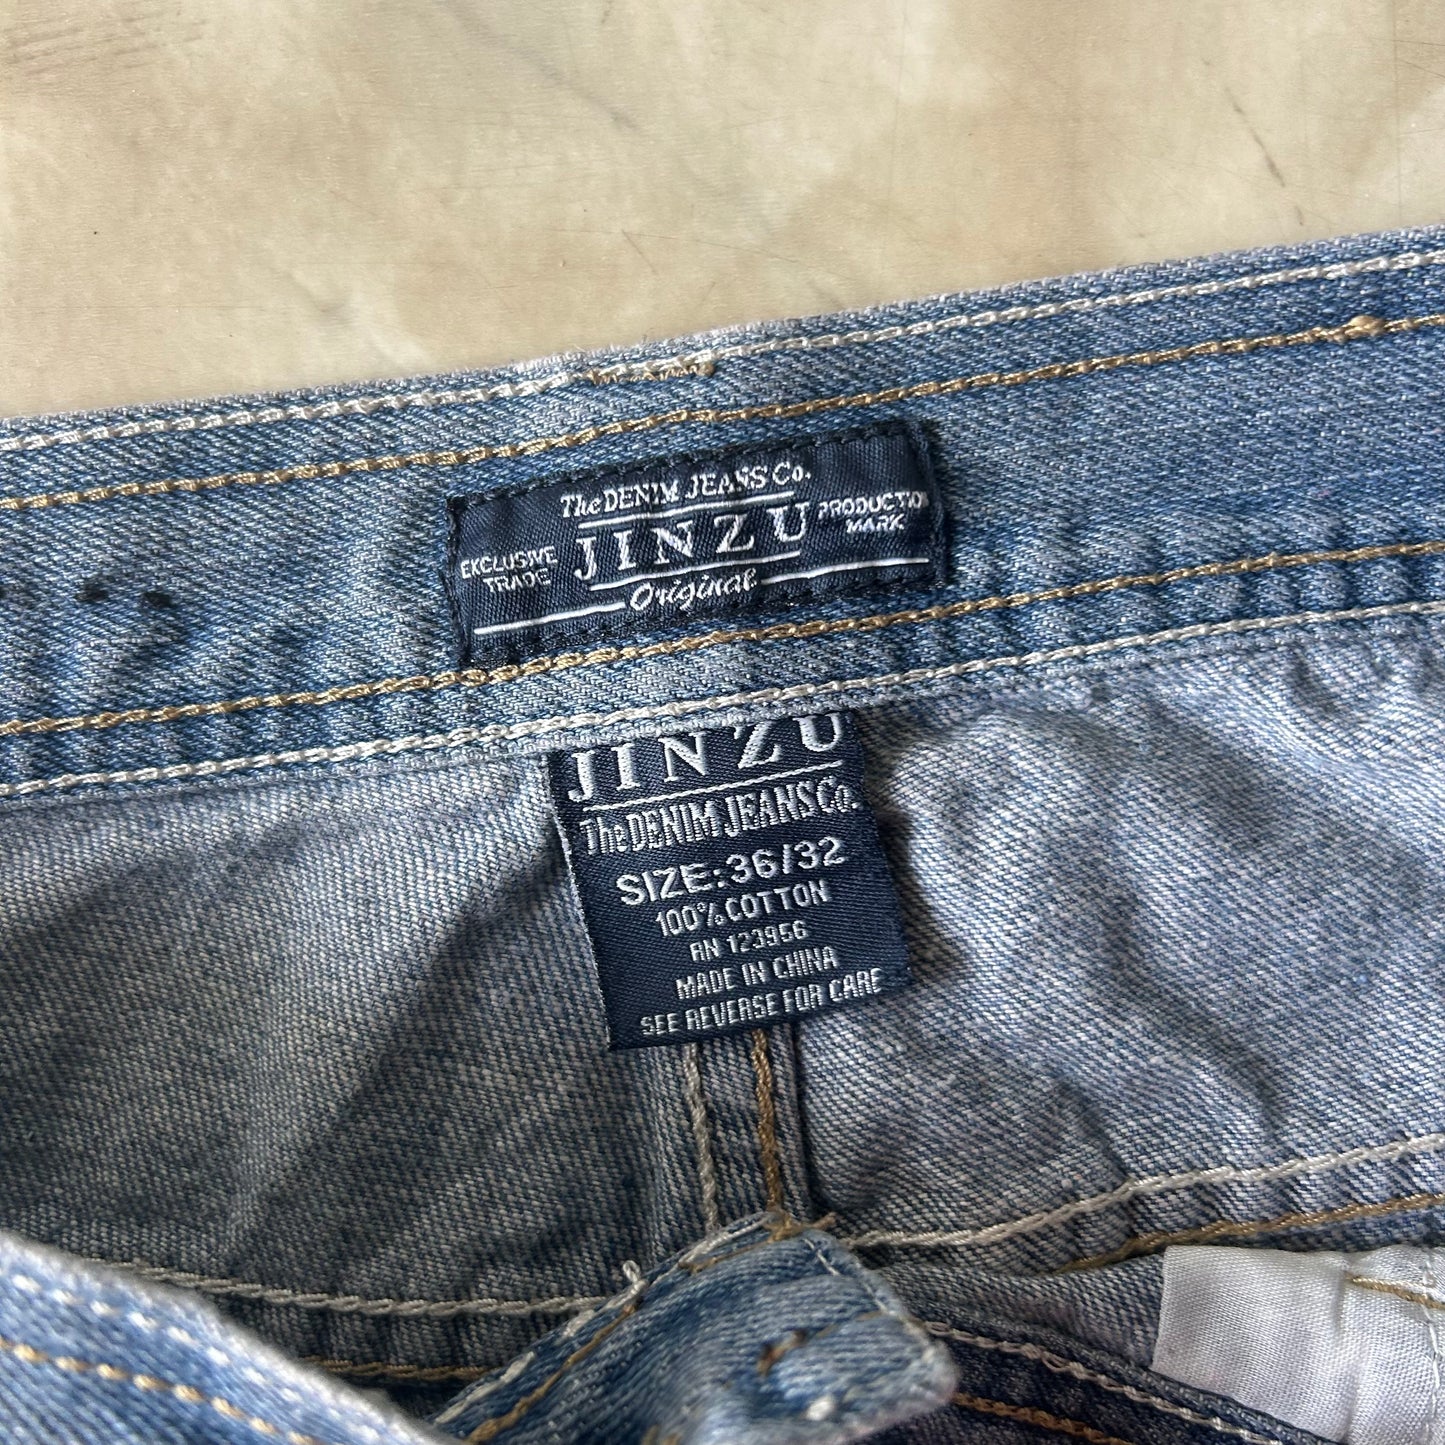 The DENIM JEANS Co.
EXCLUSIVE TRADE JINZU PRODUCTION MARK
Original
JINZU
The DENIM JEANS Co.
SIZE: 36/32
100% COTTON
RN 123956
MADE IN CHINA
SEE REVERSE FOR CARE